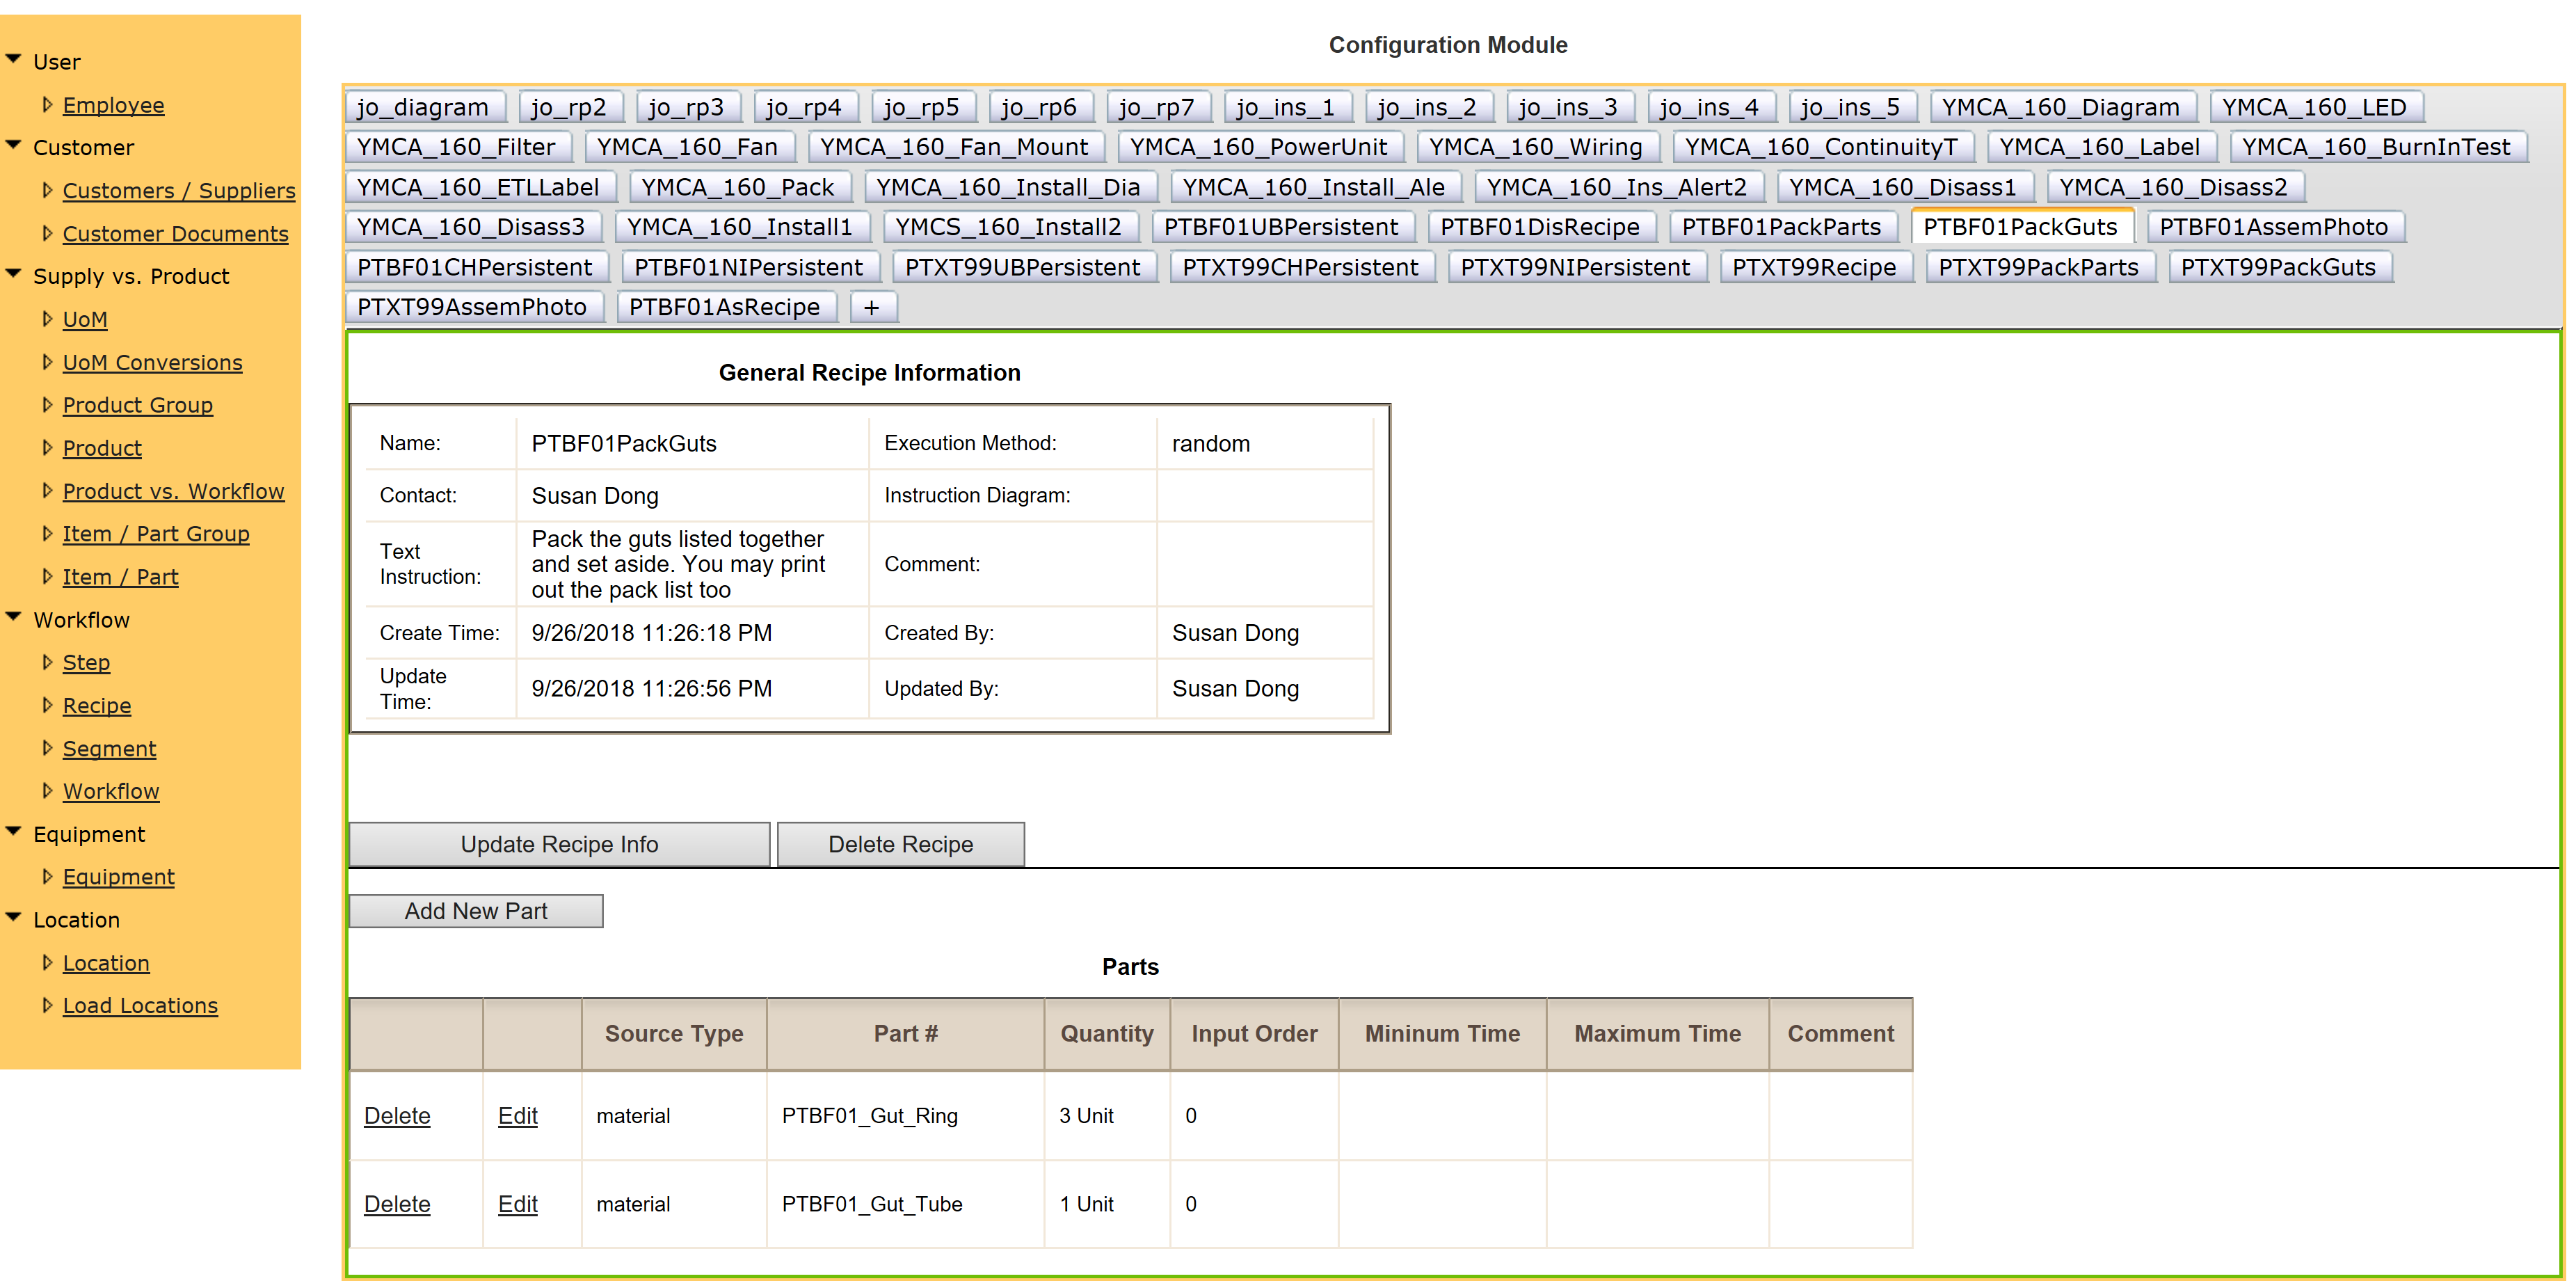 Configuration Module
User
Employee
Customer
Customers / Suppliers
Customer Documents
Supply vs. Product
UoM
UoM Conversions
Product Group
Product
Product vs. Workflow
Item / Part Group
Item / Part
Workflow
Step
Recipe
Segment
Workflow
Equipment
Equipment
Location
Location
Load Locations
jo_diagram jo_rp2 jo_rp3 jo_rp4 jo_rp5 jo_rp6 jo_rp7 jo_ins_1 jo_ins_2 jo_ins_3 jo_ins_4 jo_ins_5 YMCA_160_Diagram YMCA_160_LED
YMCA_160_Filter YMCA_160_Fan YMCA_160_Fan_Mount YMCA_160_PowerUnit YMCA_160_Wiring YMCA_160_ContinuityT YMCA_160_Label YMCA_160_BurnInTest
YMCA_160_ETLLabel YMCA_160_Pack YMCA_160_Install_Dia YMCA_160_Install_Ale YMCA_160_Ins_Alert2 YMCA_160_Disass1 YMCA_160_Disass2
YMCA_160_Disass3 YMCA_160_Install1 YMCS_160_Install2 PTBF01UBPersistent PTBF01DisRecipe PTBF01PackParts PTBF01PackGuts PTBF01AssemPhoto
PTBF01CHPersistent PTBF01NIPersistent PTXT99UBPersistent PTXT99CHPersistent PTXT99NIPersistent PTXT99Recipe PTXT99PackParts PTXT99PackGuts
PTXT99AssemPhoto PTBF01AsRecipe +
General Recipe Information
Name: PTBF01PackGuts Execution Method: random
Contact: Susan Dong Instruction Diagram:
Text Instruction: Pack the guts listed together
and set aside. You may print
out the pack list too
Comment:
Create Time: 9/26/2018 11:26:18 PM Created By: Susan Dong
Update Time: 9/26/2018 11:26:56 PM Updated By: Susan Dong
Update Recipe Info Delete Recipe
Add New Part
Parts
Source Type Part # Quantity Input Order Mininum Time Maximum Time Comment
Delete Edit material PTBF01_Gut_Ring 3 Unit 0
Delete Edit material PTBF01_Gut_Tube 1 Unit 0